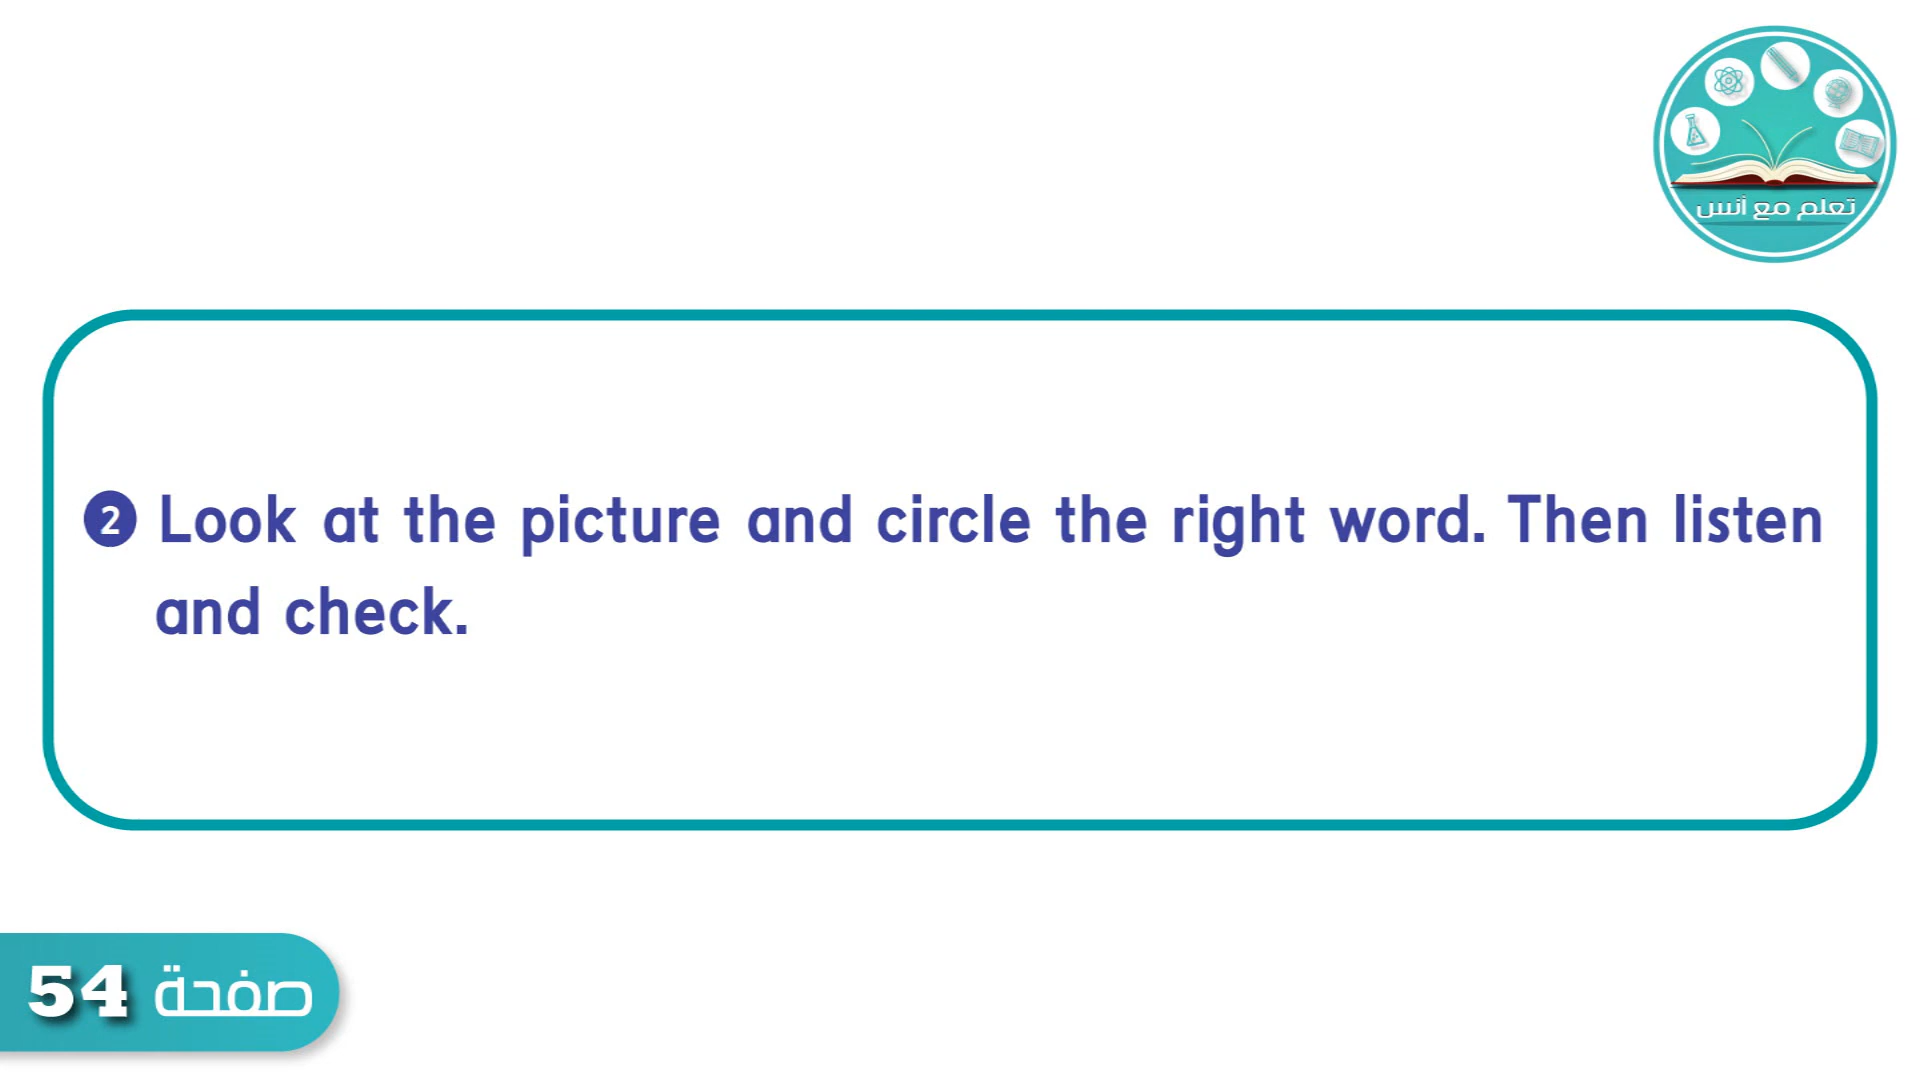 تعلم مع أنس
2 Look at the picture and circle the right word. Then listen
and check.
صفحة 54